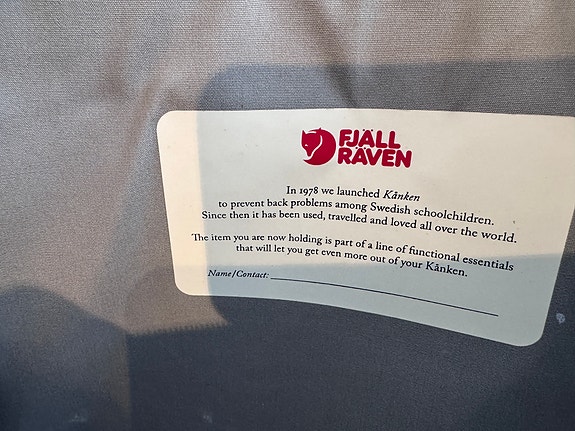 FJÄLL
RÄVEN
In 1978 we launched Kånken
to prevent back problems among Swedish schoolchildren.
Since then it has been used, travelled and loved all over the world.
The item you are now holding is part of a line of functional essentials
that will let you get even more out of your Kånken.
Name/Contact: